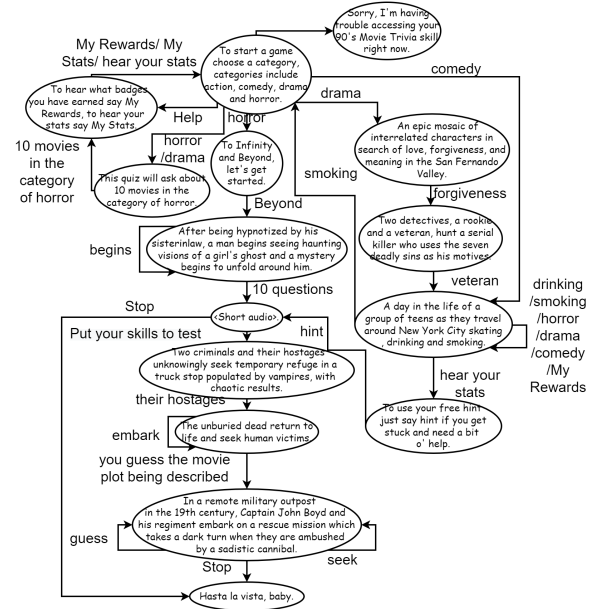 Sorry, I'm having
trouble accessing your
90's Movie Trivia skill
right now.
My Rewards/ My
Stats/ hear your stats
To start a game
choose a category,
categories include
action, comedy, drama
and horror.
comedy
drama
To hear what badges
you have earned say My
Rewards, to hear your
stats say My Stats.
Help
horror
horror
/drama
10 movies
in the
category
of horror
This quiz will ask about
10 movies in the
category of horror.
To Infinity
and Beyond,
let's get
started.
smoking
An epic mosaic of
interrelated characters in
search of love, forgiveness, and
meaning in the San Fernando
Valley.
forgiveness
Beyond
Two detectives, a rookie
and a veteran, hunt a serial
killer who uses the seven
deadly sins as his motives.
begins
After being hypnotized by his
sisterinlaw, a man begins seeing haunting
visions of a girl's ghost and a mystery
begins to unfold around him.
veteran
10 questions
drinking
/smoking
/horror
/drama
/comedy
/My
Rewards
A day in the life of a
group of teens as they travel
around New York City skating
, drinking and smoking.
Stop
<Short audio>.
hint
Put your skills to test
Two criminals and their hostages
unknowingly seek temporary refuge in a
truck stop populated by vampires, with
chaotic results.
hear your
stats
their hostages
To use your free hint
just say hint if you get
stuck and need a bit
o' help.
embark
The unburied dead return to
life and seek human victims.
you guess the movie
plot being described
In a remote military outpost
in the 19th century, Captain John Boyd and
his regiment embark on a rescue mission which
takes a dark turn when they are ambushed
by a sadistic cannibal.
guess
seek
Stop
Hasta la vista, baby.